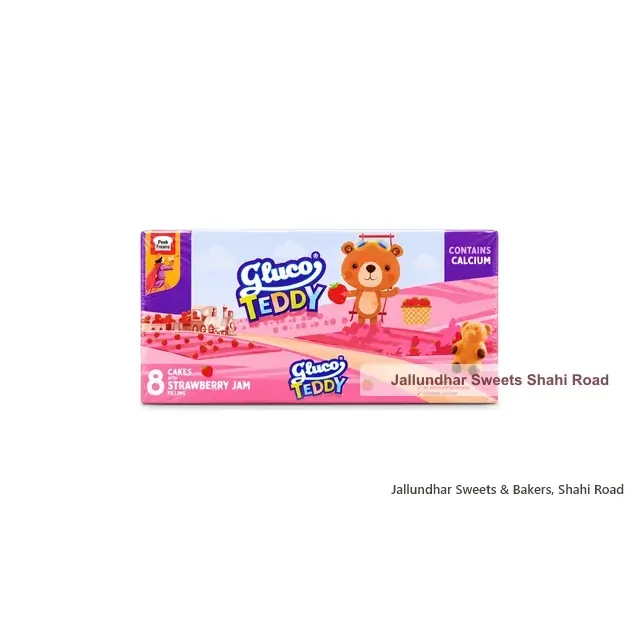 Peek Freans
Gluco®
TEDDY
CONTAINS
CALCIUM
Gluco
TEDDY
8 CAKES
WITH
STRAWBERRY JAM
FILLING
Jallundhar Sweets Shahi Road
Jallundhar Sweets & Bakers, Shahi Road